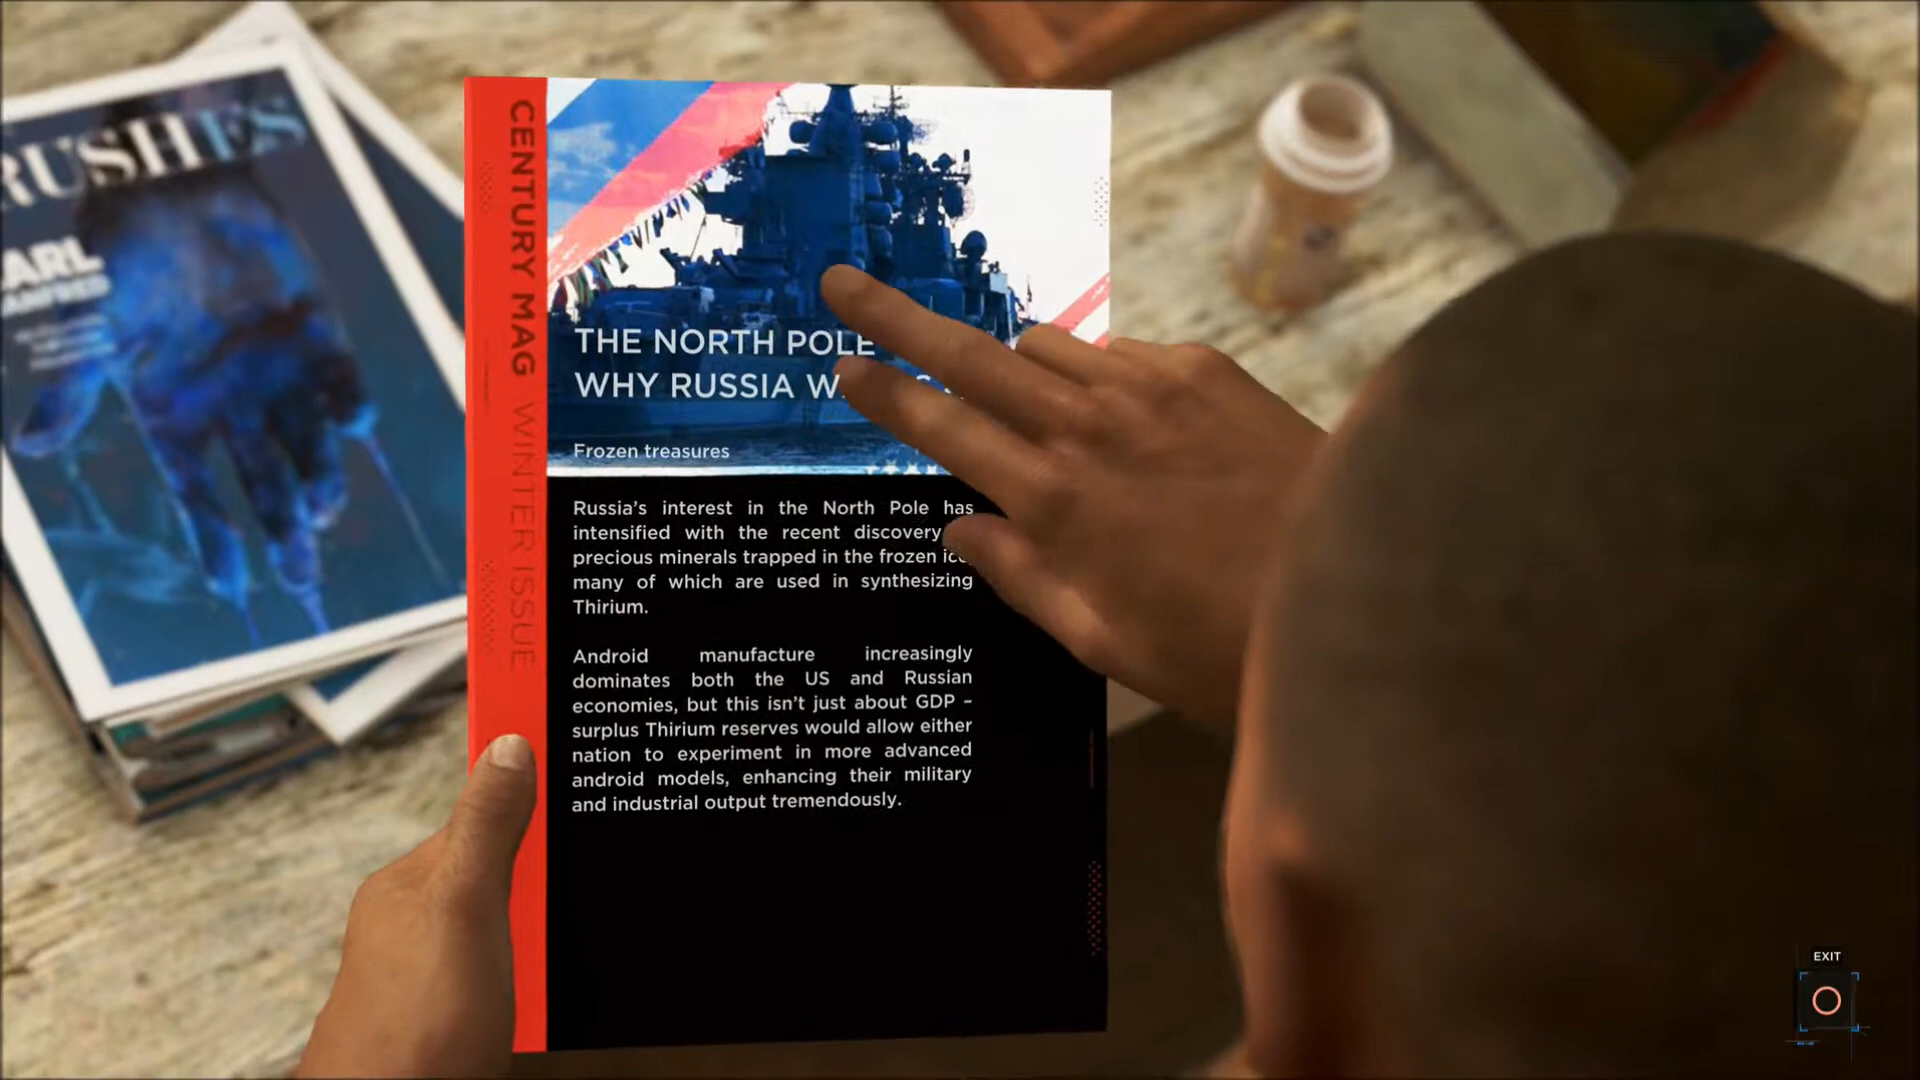 RUSHES
CENTURY MAG WINTER ISSUE
THE NORTH POLE
WHY RUSSIA
Frozen treasures
Russia's interest in the North Pole has
intensified with the recent discovery
precious minerals trapped in the frozen
many of which are used in synthesizing
Thirium.
Android manufacture increasingly
dominates both the US and Russian
economies, but this isn't just about GDP –
surplus Thirium reserves would allow either
nation to experiment in more advanced
android models, enhancing their military
and industrial output tremendously.
EXIT